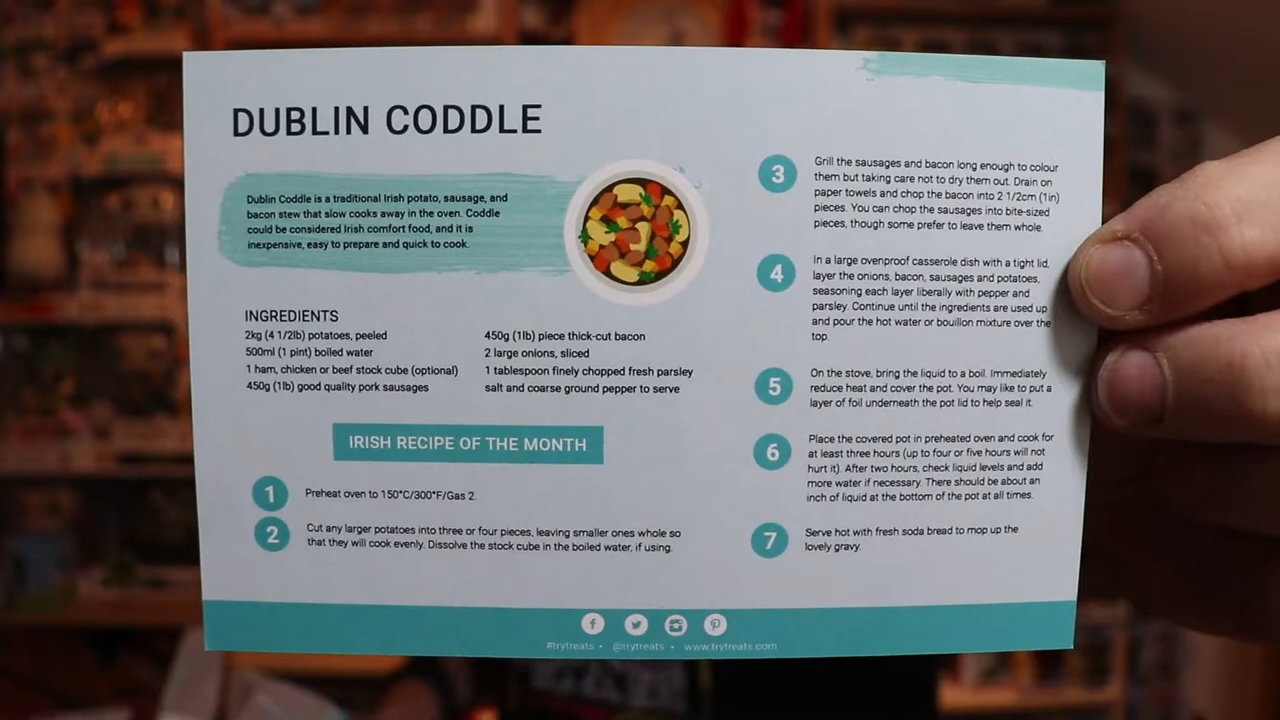 DUBLIN CODDLE
Dublin Coddle is a traditional Irish potato, sausage, and
bacon stew that slow cooks away in the oven. Coddle
could be considered Irish comfort food, and it is
inexpensive, easy to prepare and quick to cook.
INGREDIENTS
2kg (4 1/2lb) potatoes, peeled
500ml (1 pint) boiled water
1 ham, chicken or beef stock cube (optional)
450g (1lb) good quality pork sausages
450g (1lb) piece thick-cut bacon
2 large onions, sliced
1 tablespoon finely chopped fresh parsley
salt and coarse ground pepper to serve
IRISH RECIPE OF THE MONTH
1 Preheat oven to 150°C/300°F/Gas 2.
2 Cut any larger potatoes into three or four pieces, leaving smaller ones whole so
that they will cook evenly. Dissolve the stock cube in the boiled water, if using.
3 Grill the sausages and bacon long enough to colour
them but taking care not to dry them out. Drain on
paper towels and chop the bacon into 2 1/2cm (1in)
pieces. You can chop the sausages into bite-sized
pieces, though some prefer to leave them whole.
4 In a large ovenproof casserole dish with a tight lid,
layer the onions, bacon, sausages and potatoes,
seasoning each layer liberally with pepper and
parsley. Continue until the ingredients are used up
and pour the hot water or bouillon mixture over the
top.
5 On the stove, bring the liquid to a boil. Immediately
reduce heat and cover the pot. You may like to put a
layer of foil underneath the pot lid to help seal it.
6 Place the covered pot in preheated oven and cook for
at least three hours (up to four or five hours will not
hurt it). After two hours, check liquid levels and add
more water if necessary. There should be about an
inch of liquid at the bottom of the pot at all times.
7 Serve hot with fresh soda bread to mop up the
lovely gravy.
#trytreats • @trytreats • www.trytreats.com